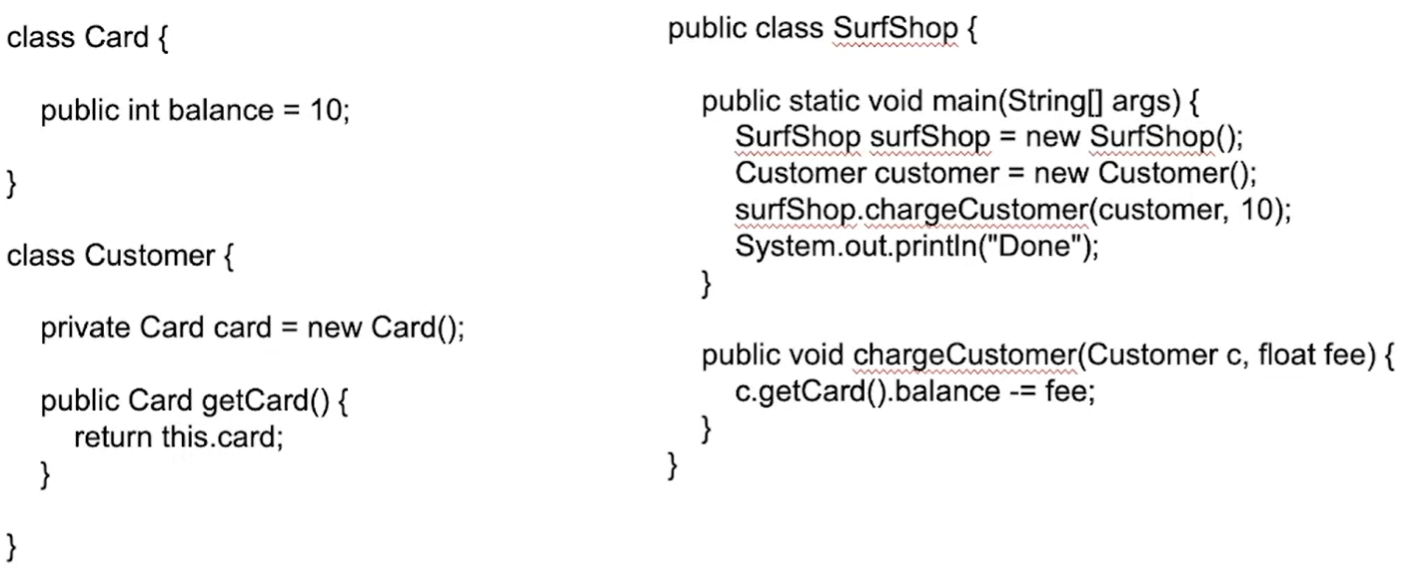 class Card {
public int balance = 10;
}
class Customer {
private Card card = new Card();
public Card getCard() {
return this.card;
}
}
public class SurfShop {
public static void main(String[] args) {
SurfShop surfShop = new SurfShop();
Customer customer = new Customer();
surfShop.chargeCustomer(customer, 10);
System.out.println("Done");
}
public void chargeCustomer(Customer c, float fee) {
c.getCard().balance -= fee;
}
}